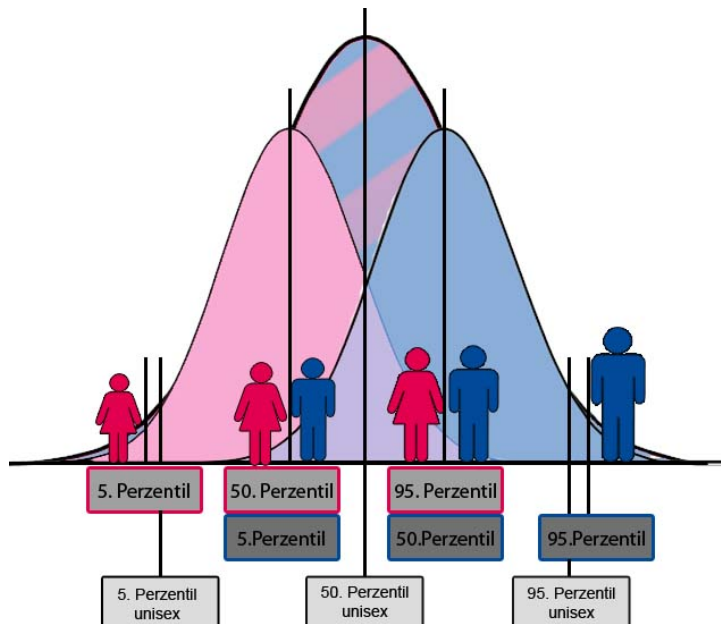 5. Perzentil
50. Perzentil
95. Perzentil
5.Perzentil
50.Perzentil
95.Perzentil
5. Perzentil
unisex
50. Perzentil
unisex
95. Perzentil
unisex